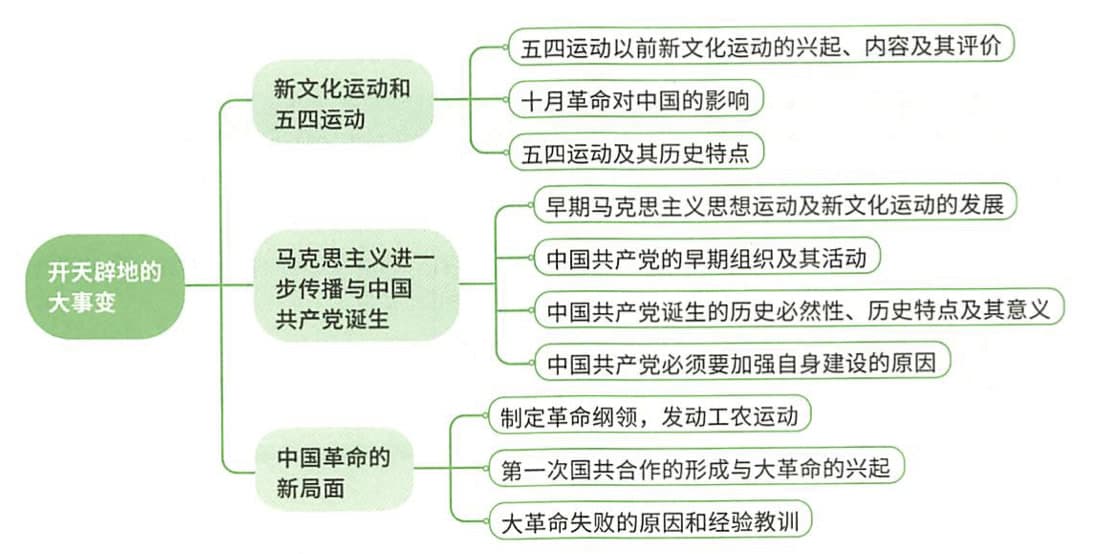 开天辟地的
大事变
新文化运动和
五四运动
五四运动以前新文化运动的兴起、内容及其评价
十月革命对中国的影响
五四运动及其历史特点
马克思主义进一
步传播与中国
共产党诞生
早期马克思主义思想运动及新文化运动的发展
中国共产党的早期组织及其活动
中国共产党诞生的历史必然性、历史特点及其意义
中国共产党必须要加强自身建设的原因
中国革命的
新局面
制定革命纲领，发动工农运动
第一次国共合作的形成与大革命的兴起
大革命失败的原因和经验教训